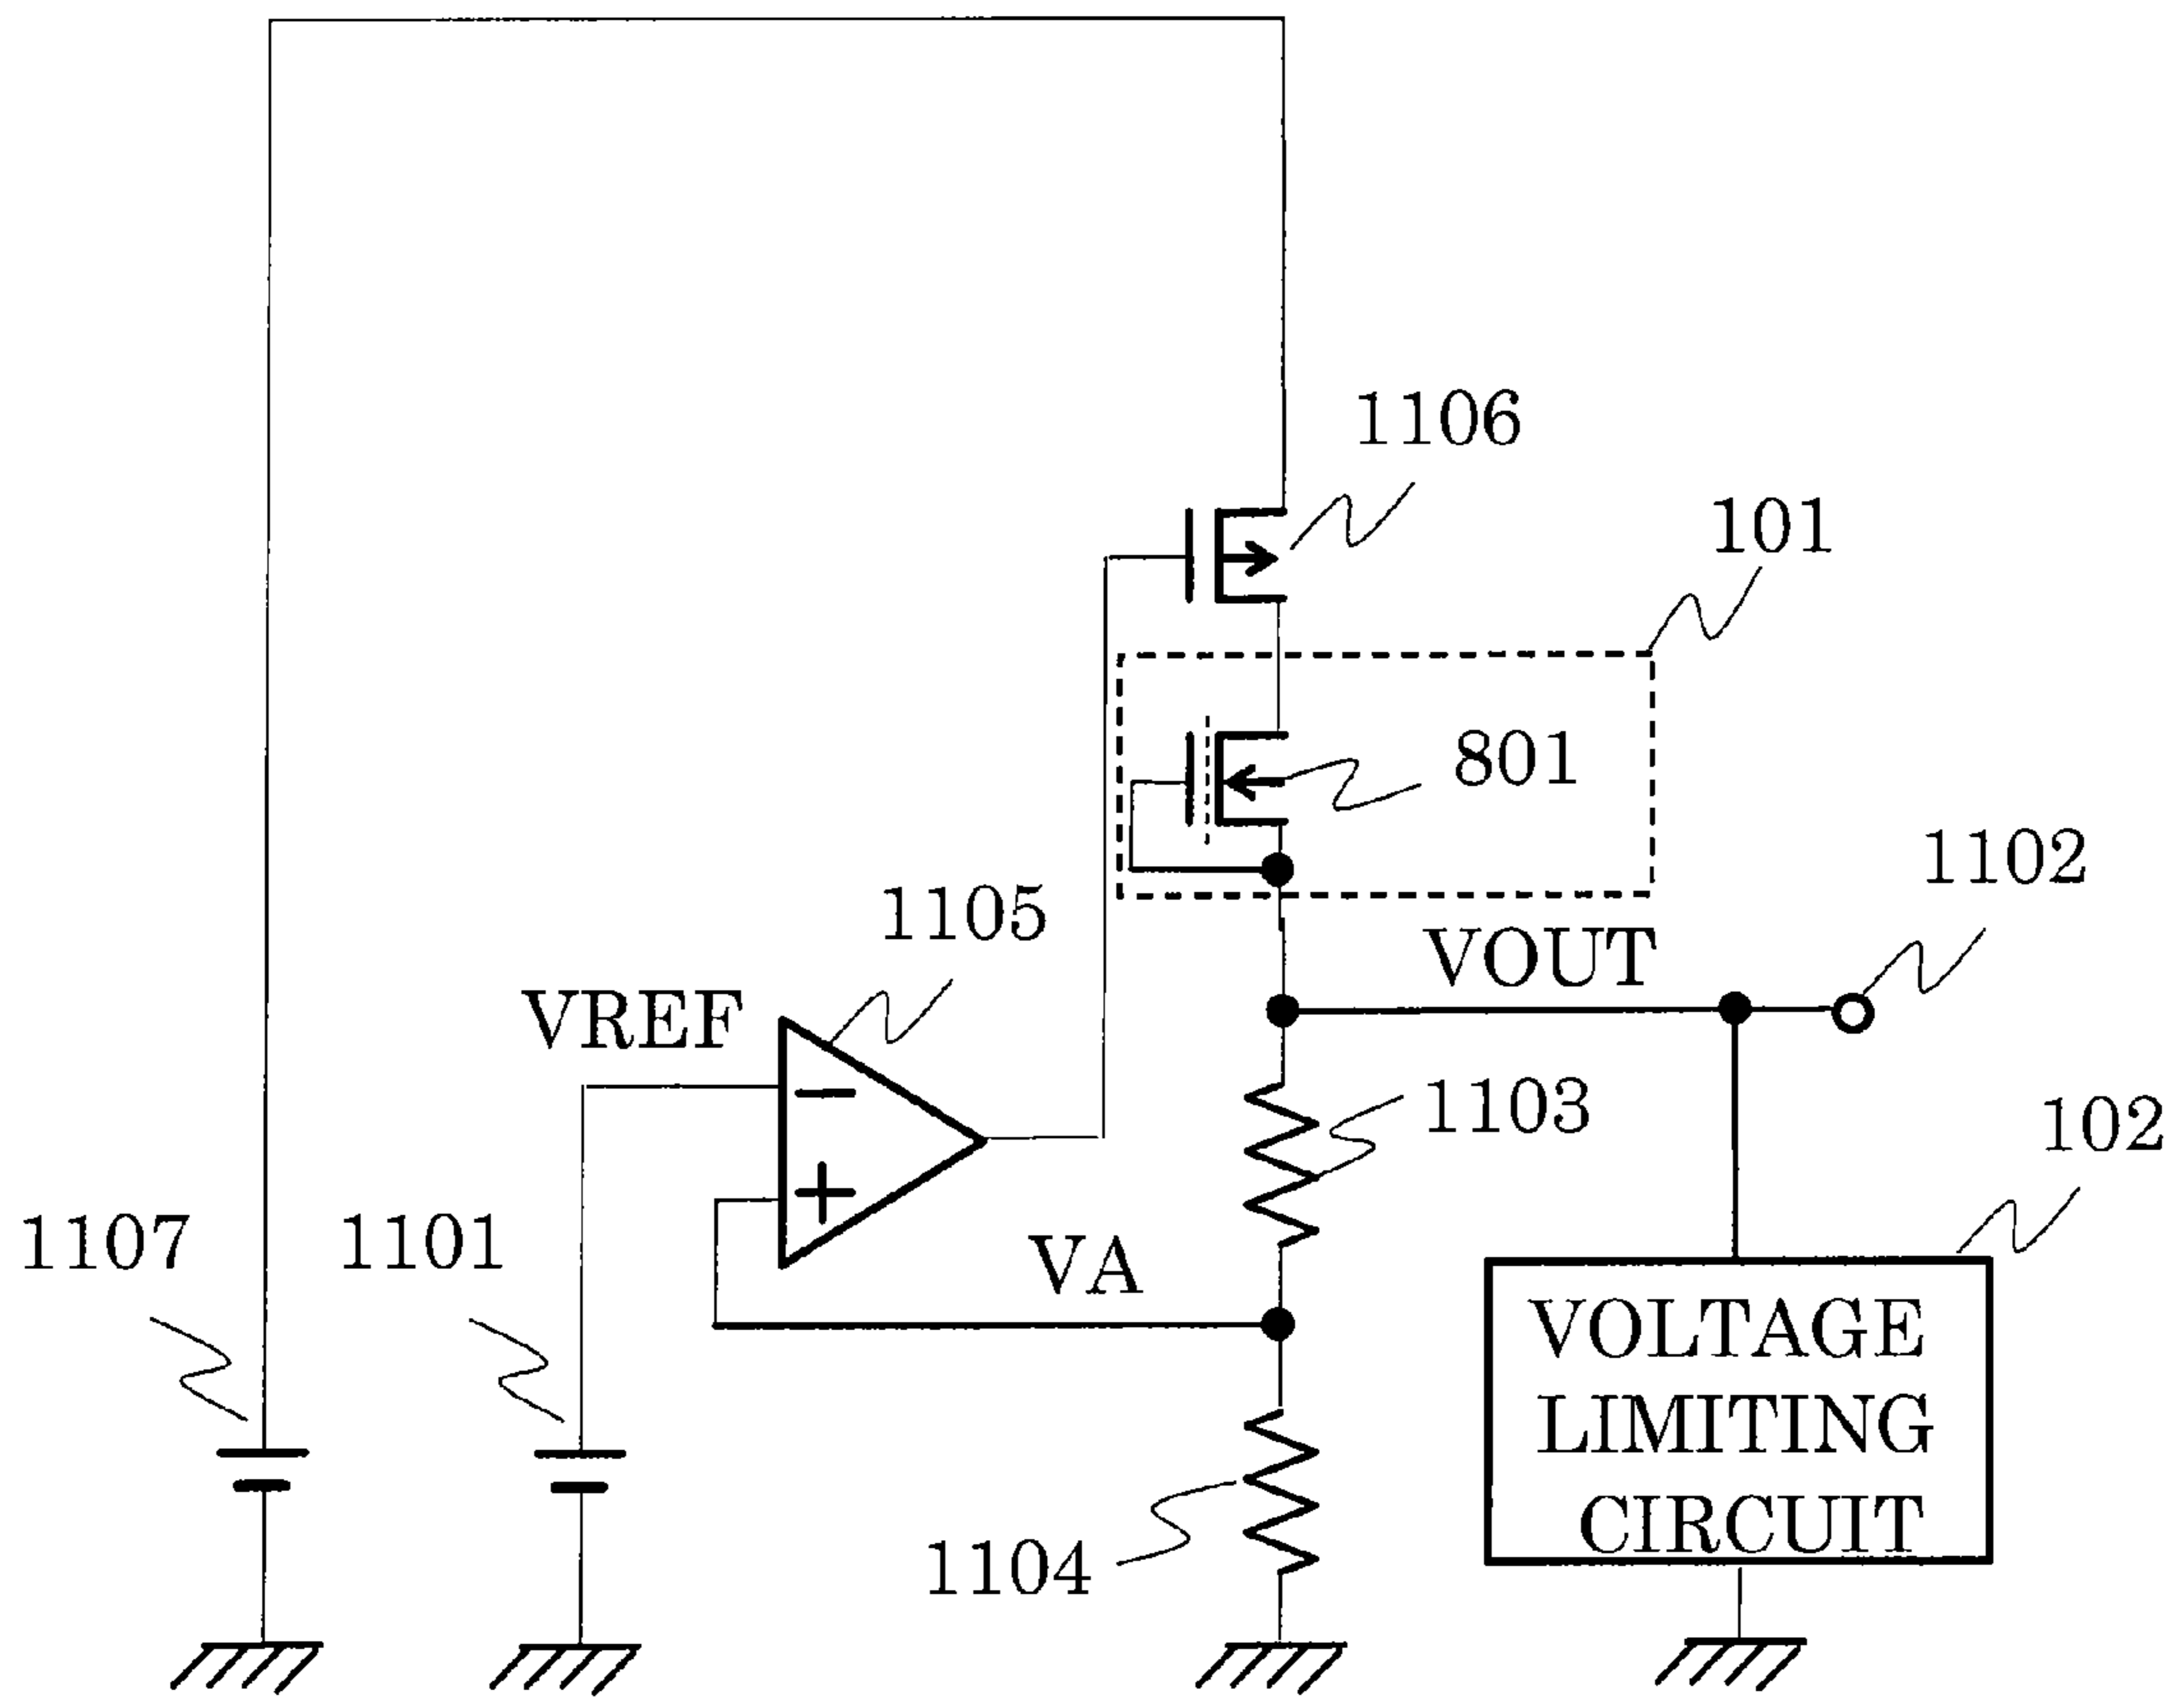 1106
101
801
1102
1105
VOUT
VREF
−
1103
102
+
1107
1101
VA
VOLTAGE
LIMITING
CIRCUIT
1104